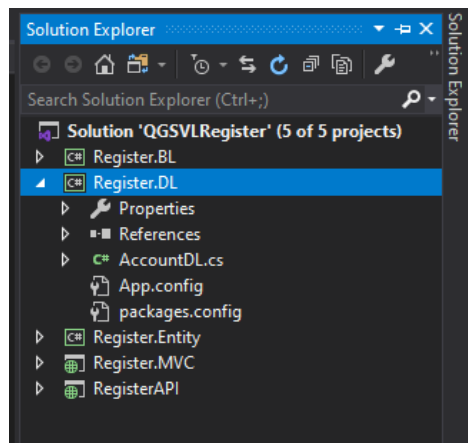 Solution Explorer
Search Solution Explorer (Ctrl+;)
Solution 'QGSVLRegister' (5 of 5 projects)
C# Register.BL
C# Register.DL
Properties
References
C# AccountDL.cs
App.config
packages.config
C# Register.Entity
Register.MVC
RegisterAPI
Solution Explorer